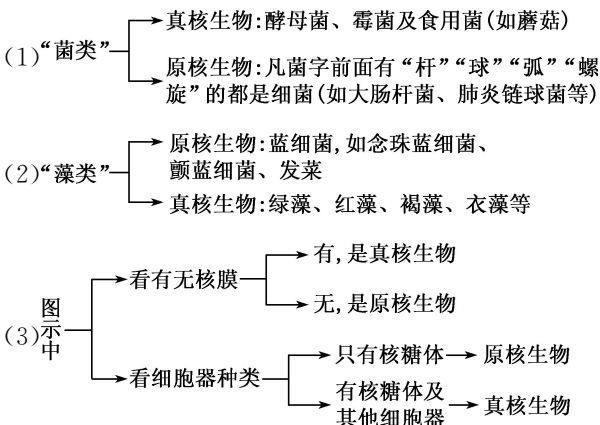 真核生物:酵母菌、霉菌及食用菌(如蘑菇)
(1)“菌类”
原核生物:凡菌字前面有“杆”“球”“弧”“螺
旋”的都是细菌(如大肠杆菌、肺炎链球菌等)
原核生物:蓝细菌,如念珠蓝细菌、
颤蓝细菌、发菜
(2)“藻类”
真核生物:绿藻、红藻、褐藻、衣藻等
(3)图示中
看有无核膜
有,是真核生物
无,是原核生物
看细胞器种类
只有核糖体
原核生物
有核糖体及
其他细胞器
真核生物